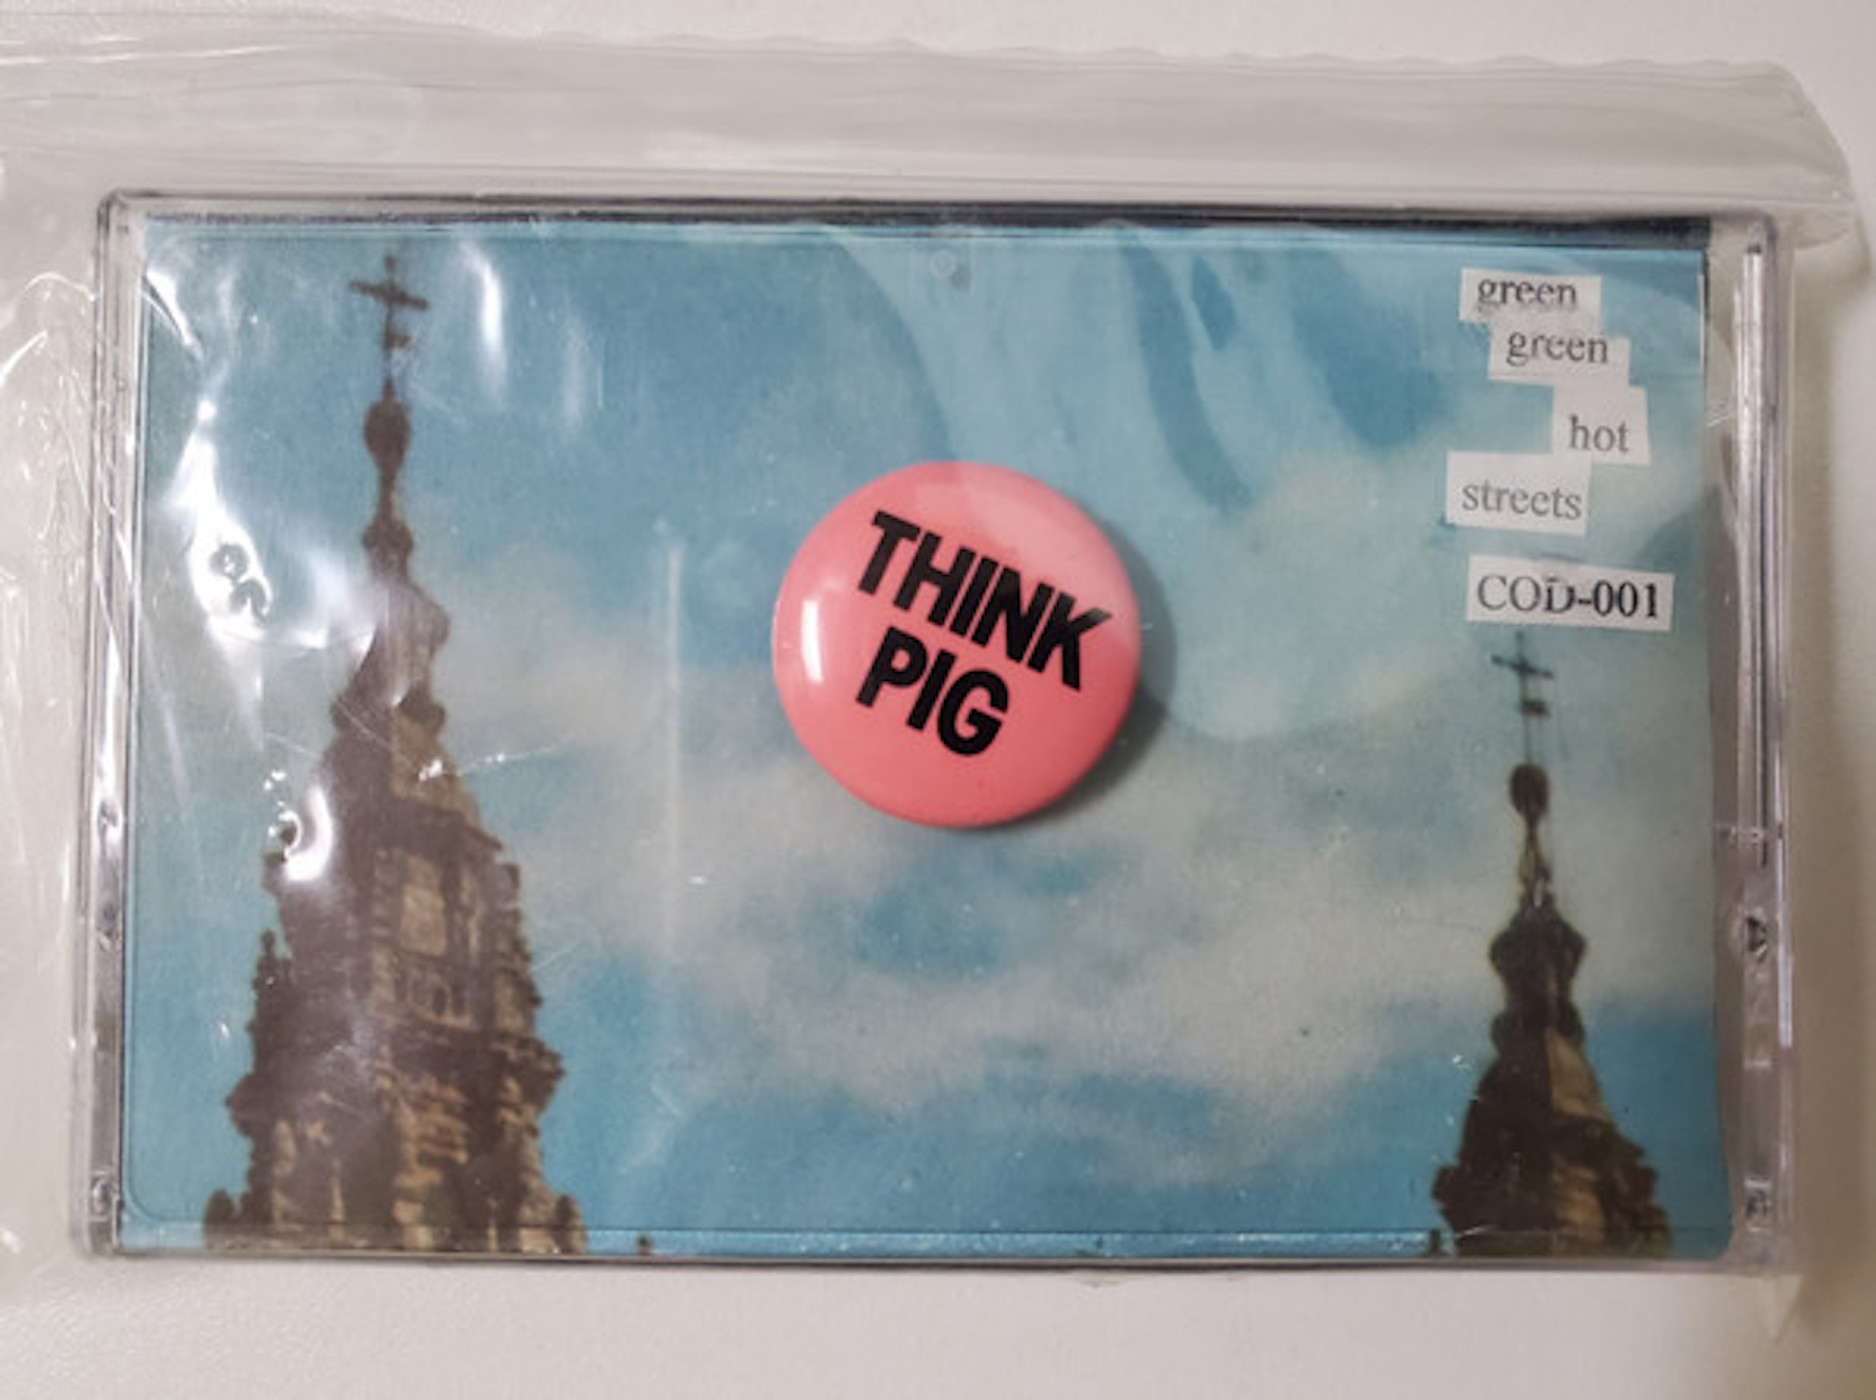 green
green
hot
streets
COD-001
THINK
PIG